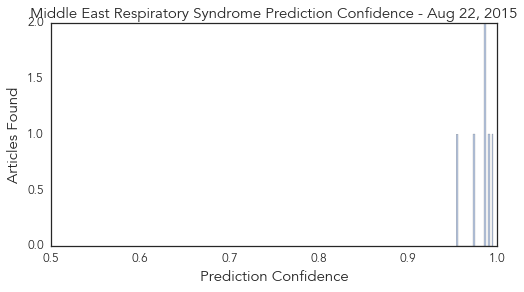 Middle East Respiratory Syndrome Prediction Confidence - Aug 22, 2015
2.0
1.5
1.0
0.5
0.0
Articles Found
0.5 0.6 0.7 0.8 0.9 1.0
Prediction Confidence